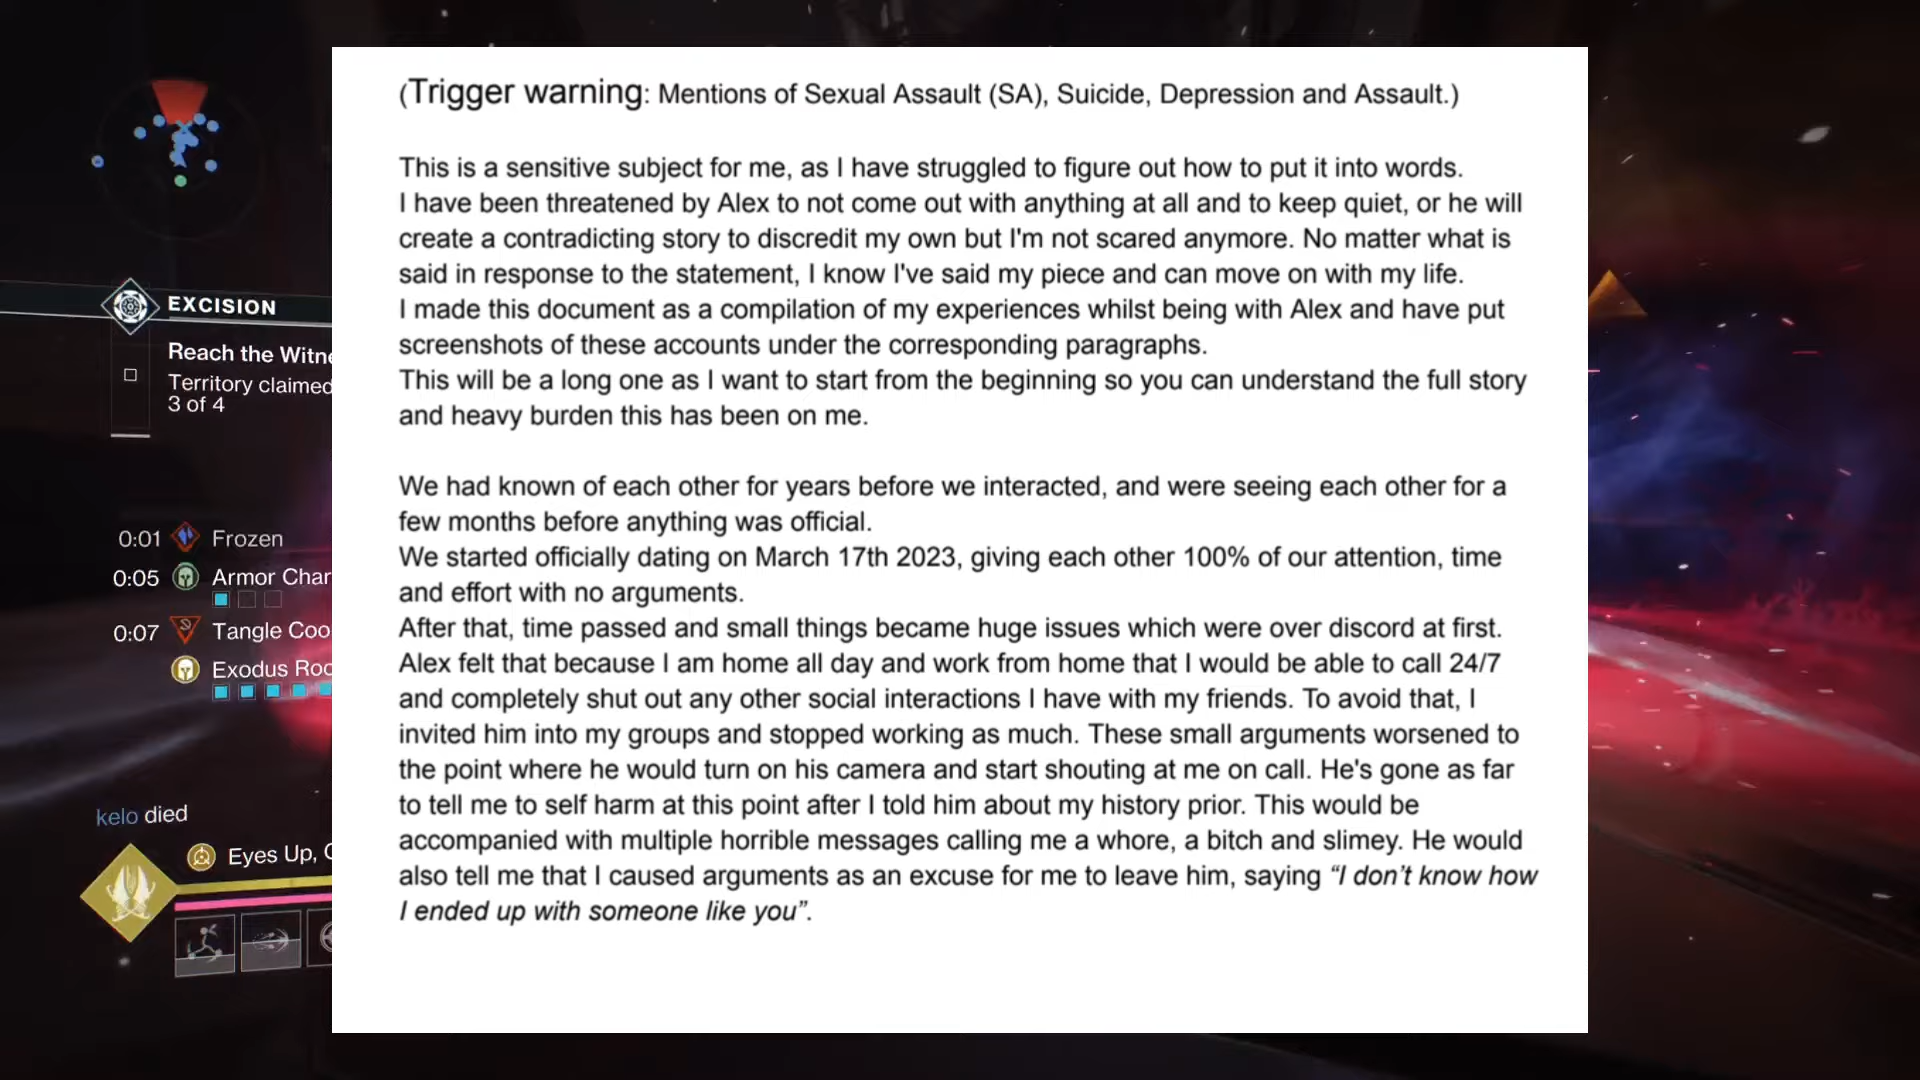 (Trigger warning: Mentions of Sexual Assault (SA), Suicide, Depression and Assault.)
This is a sensitive subject for me, as I have struggled to figure out how to put it into words.
I have been threatened by Alex to not come out with anything at all and to keep quiet, or he will
create a contradicting story to discredit my own but I'm not scared anymore. No matter what is
said in response to the statement, I know I've said my piece and can move on with my life.
I made this document as a compilation of my experiences whilst being with Alex and have put
screenshots of these accounts under the corresponding paragraphs.
This will be a long one as I want to start from the beginning so you can understand the full story
and heavy burden this has been on me.
We had known of each other for years before we interacted, and were seeing each other for a
few months before anything was official.
We started officially dating on March 17th 2023, giving each other 100% of our attention, time
and effort with no arguments.
After that, time passed and small things became huge issues which were over discord at first.
Alex felt that because I am home all day and work from home that I would be able to call 24/7
and completely shut out any other social interactions I have with my friends. To avoid that, I
invited him into my groups and stopped working as much. These small arguments worsened to
the point where he would turn on his camera and start shouting at me on call. He's gone as far
to tell me to self harm at this point after I told him about my history prior. This would be
accompanied with multiple horrible messages calling me a whore, a bitch and slimey. He would
also tell me that I caused arguments as an excuse for me to leave him, saying “I don’t know how
I ended up with someone like you”.
EXCISION
Reach the Witne
Territory claimed
3 of 4
0:01 Frozen
0:05 Armor Char
0:07 Tangle Coo
Exodus Roc
kelo died
Eyes Up,